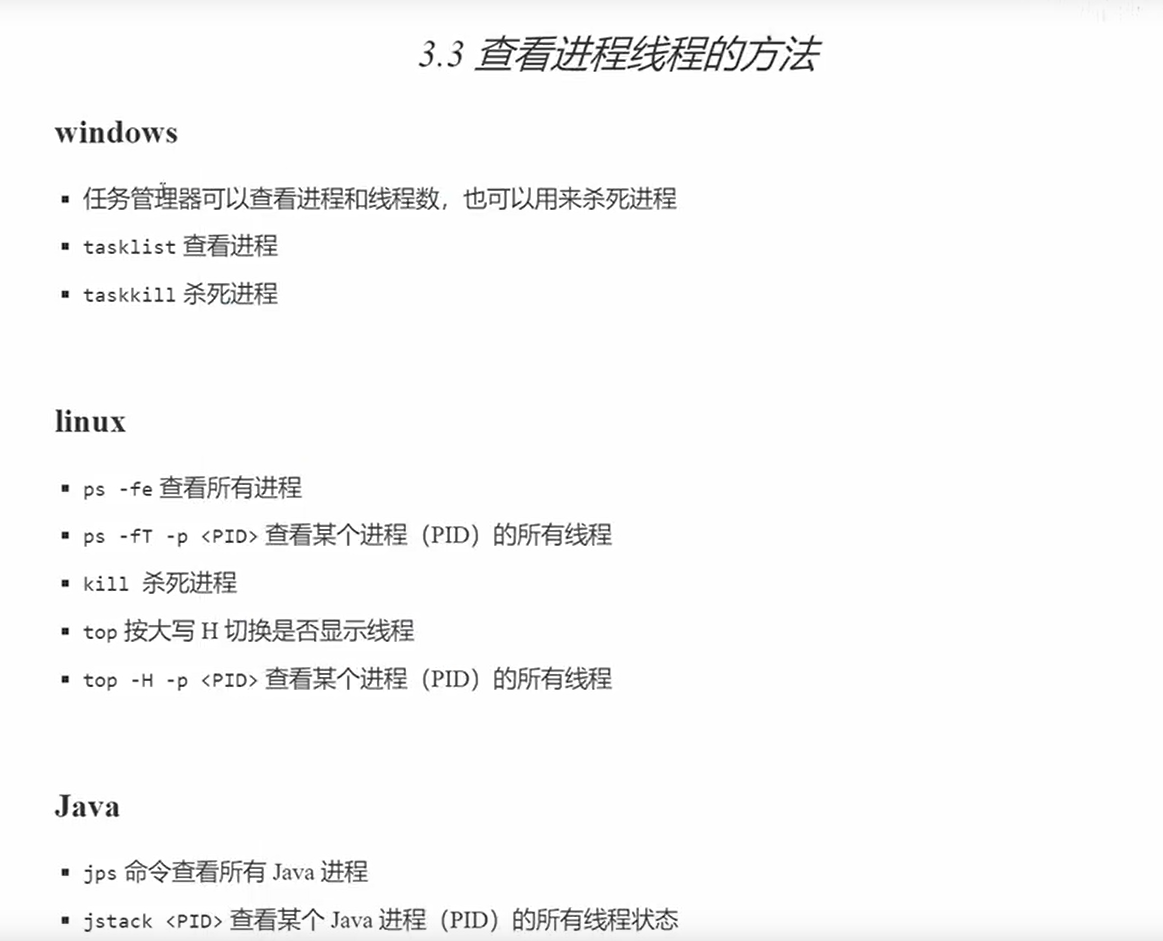 3.3 查看进程线程的方法
windows
▪ 任务管理器可以查看进程和线程数，也可以用来杀死进程
▪ tasklist 查看进程
▪ taskkill 杀死进程
linux
▪ ps -fe 查看所有进程
▪ ps -fT -p <PID> 查看某个进程（PID）的所有线程
▪ kill 杀死进程
▪ top 按大写 H 切换是否显示线程
▪ top -H -p <PID> 查看某个进程（PID）的所有线程
Java
▪ jps 命令查看所有 Java 进程
▪ jstack <PID> 查看某个 Java 进程（PID）的所有线程状态